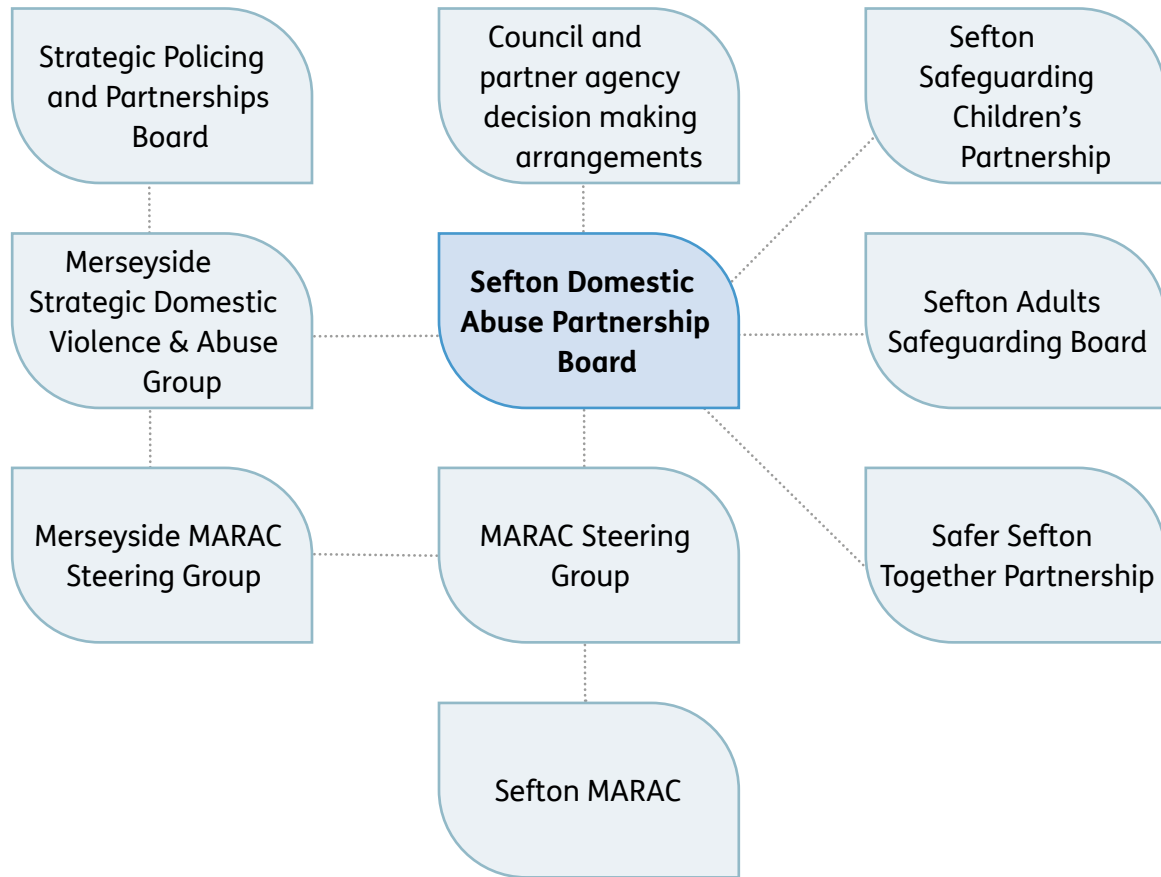 Strategic Policing
and Partnerships
Board
Council and
partner agency
decision making
arrangements
Sefton
Safeguarding
Children’s
Partnership
Merseyside
Strategic Domestic
Violence & Abuse
Group
Sefton Domestic
Abuse Partnership
Board
Sefton Adults
Safeguarding Board
Merseyside MARAC
Steering Group
MARAC Steering
Group
Safer Sefton
Together Partnership
Sefton MARAC